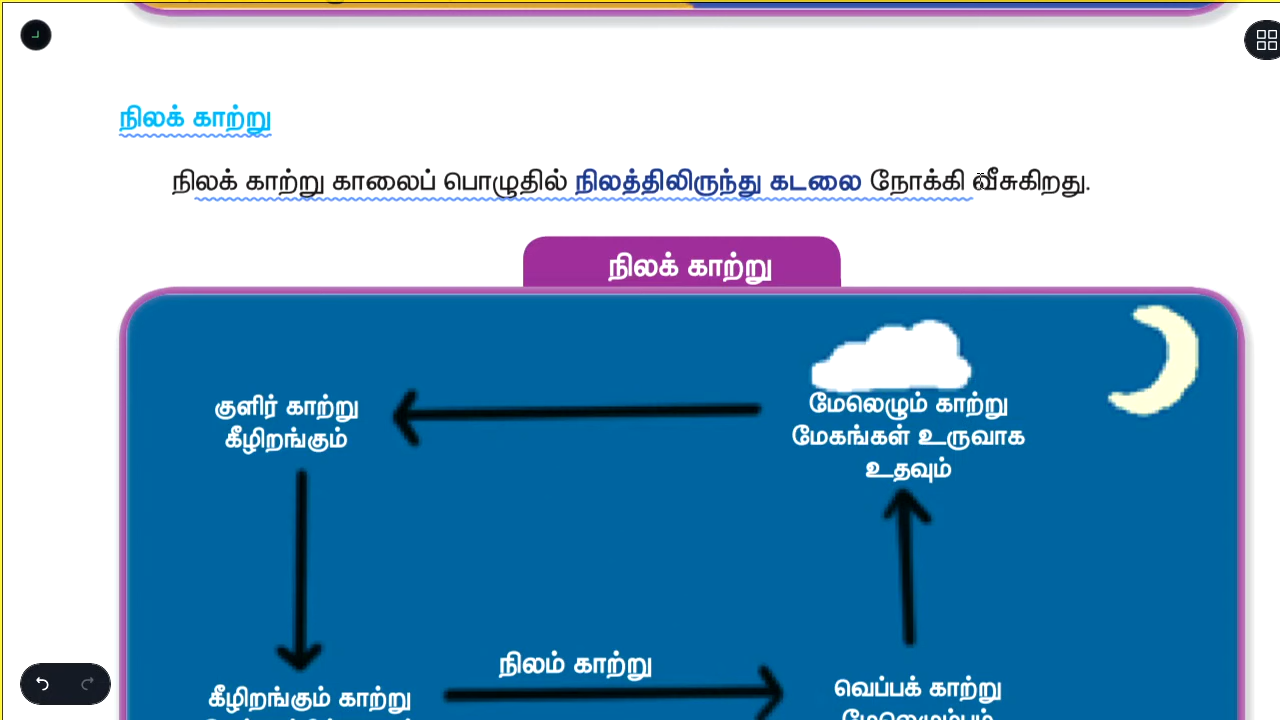 நிலக் காற்று
நிலக் காற்று காலைப் பொழுதில் நிலத்திலிருந்து கடலை நோக்கி வீசுகிறது.
நிலக் காற்று
குளிர் காற்று
கீழிறங்கும்
மேலெழும் காற்று
மேகங்கள் உருவாக
உதவும்
நிலம் காற்று
கீழிறங்கும் காற்று
வெப்பக் காற்று